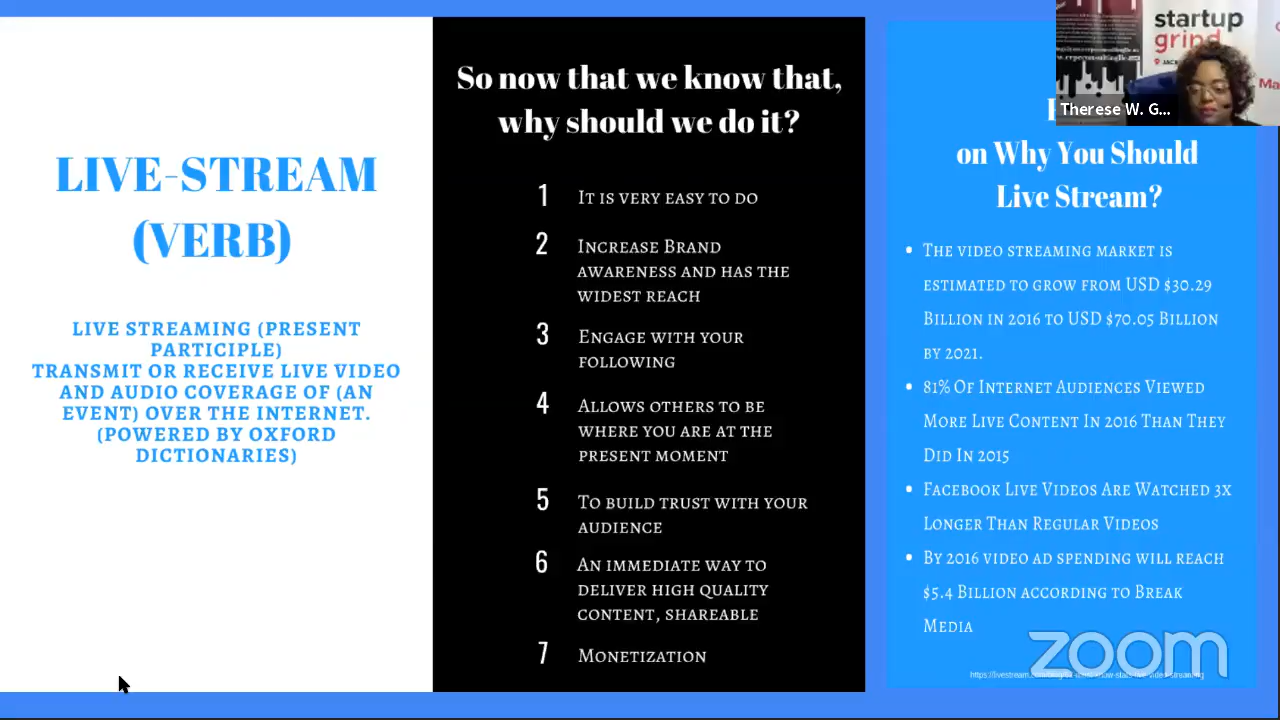 LIVE-STREAM
(VERB)
LIVE STREAMING (PRESENT
PARTICIPLE)
TRANSMIT OR RECEIVE LIVE VIDEO
AND AUDIO COVERAGE OF (AN
EVENT) OVER THE INTERNET.
(POWERED BY OXFORD
DICTIONARIES)
So now that we know that,
why should we do it?
1 It is very easy to do
2 Increase Brand
awareness and has the
widest reach
3 Engage with your
following
4 Allows others to be
where you are at the
present moment
5 To build trust with your
audience
6 An immediate way to
deliver high quality
content, shareable
7 Monetization
startup
grind
Therese W. G...
on Why You Should
Live Stream?
• The video streaming market is
estimated to grow from USD $30.29
Billion in 2016 to USD $70.05 Billion
by 2021.
• 81% Of Internet Audiences Viewed
More Live Content In 2016 Than They
Did In 2015
• Facebook Live Videos Are Watched 3x
Longer Than Regular Videos
• By 2016 video ad spending will reach
$5.4 Billion according to Break
Media
zoom